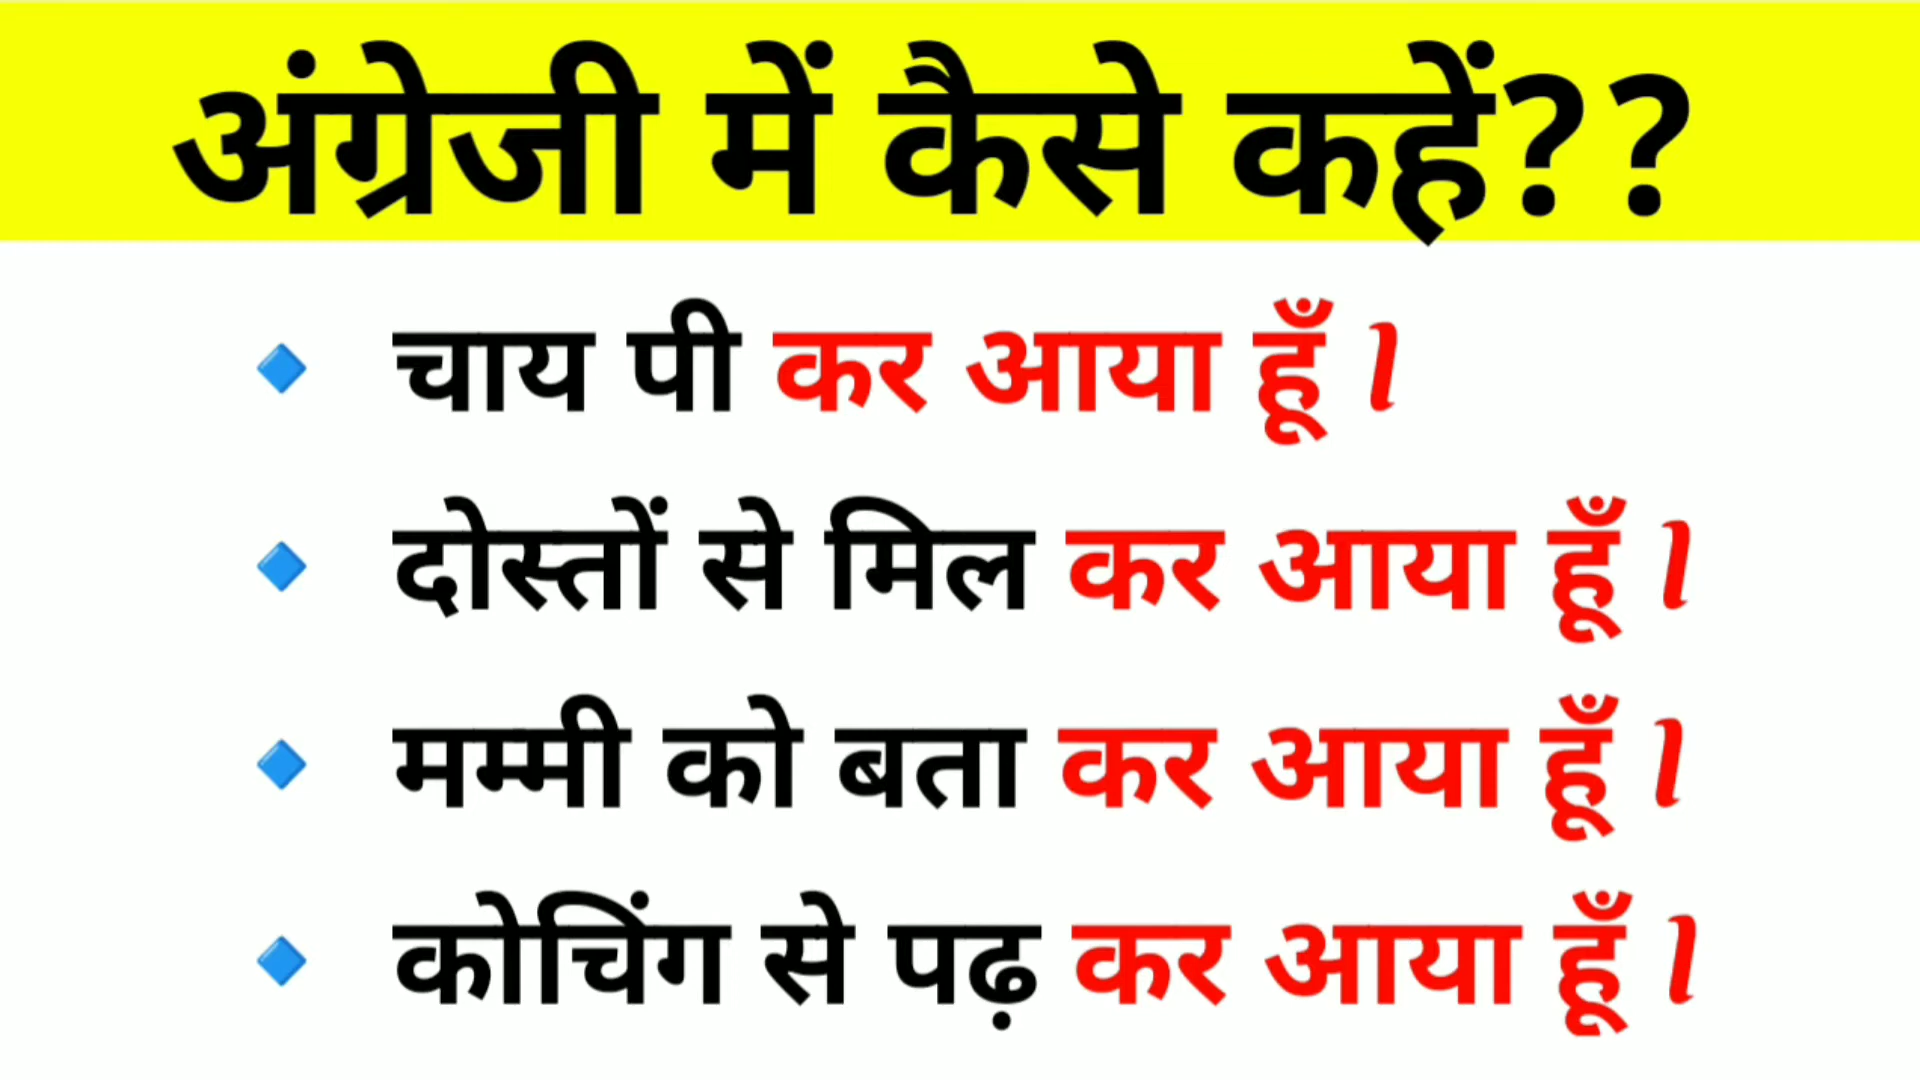 अंग्रेजी में कैसे कहें??
चाय पी कर आया हूँ l
दोस्तों से मिल कर आया हूँ l
मम्मी को बता कर आया हूँ l
कोचिंग से पढ़ कर आया हूँ l